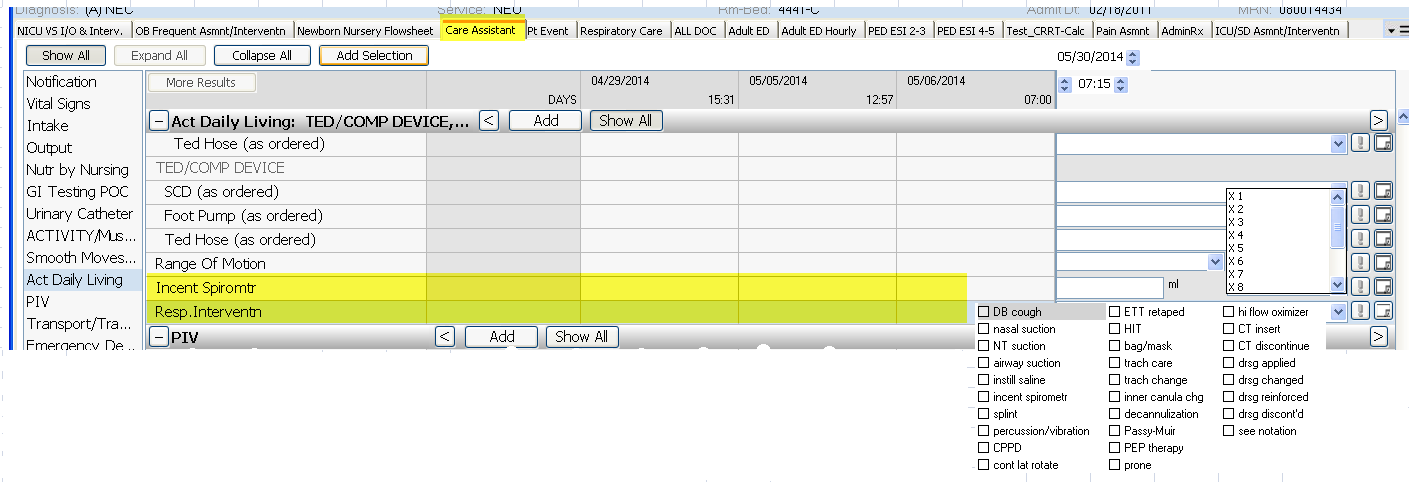 Diagnosis: (A) NEC Service: NEU Rm-Bed: 4441-C Admit Dt: 02/18/2011 MRN: 080014434
NICU VS I/O & Interv. OB Frequent Asmnt/Interventn Newborn Nursery Flowsheet Care Assistant Pt Event Respiratory Care ALL DOC Adult ED Adult ED Hourly PED ESI 2-3 PED ESI 4-5 Test_CRRT-Calc Pain Asmnt AdminRx ICU/SD Asmnt/Interventn
Show All Expand All Collapse All Add Selection 05/30/2014
07:15
Notification
Vital Signs
Intake
Output
Nutr by Nursing
GI Testing POC
Urinary Catheter
ACTIVITY/Mus...
Smooth Moves...
Act Daily Living
PIV
Transport/Tra...
Emergency De...
More Results 04/29/2014 05/05/2014 05/06/2014
DAYS 15:31 12:57 07:00
− Act Daily Living: TED/COMP DEVICE,... < Add Show All >
Ted Hose (as ordered)
TED/COMP DEVICE
SCD (as ordered)
Foot Pump (as ordered)
Ted Hose (as ordered)
Range Of Motion
Incent Spiromtr ml
Resp.Interventn
− PIV < Add Show All >
X 1
X 2
X 3
X 4
X 5
X 6
X 7
X 8
DB cough ETT retaped hi flow oximizer
nasal suction HIT CT insert
NT suction bag/mask CT discontinue
airway suction trach care drsg applied
instill saline trach change drsg changed
incent spirometr inner canula chg drsg reinforced
splint decannulization drsg discont'd
percussion/vibration Passy-Muir see notation
CPPD PEP therapy
cont lat rotate prone